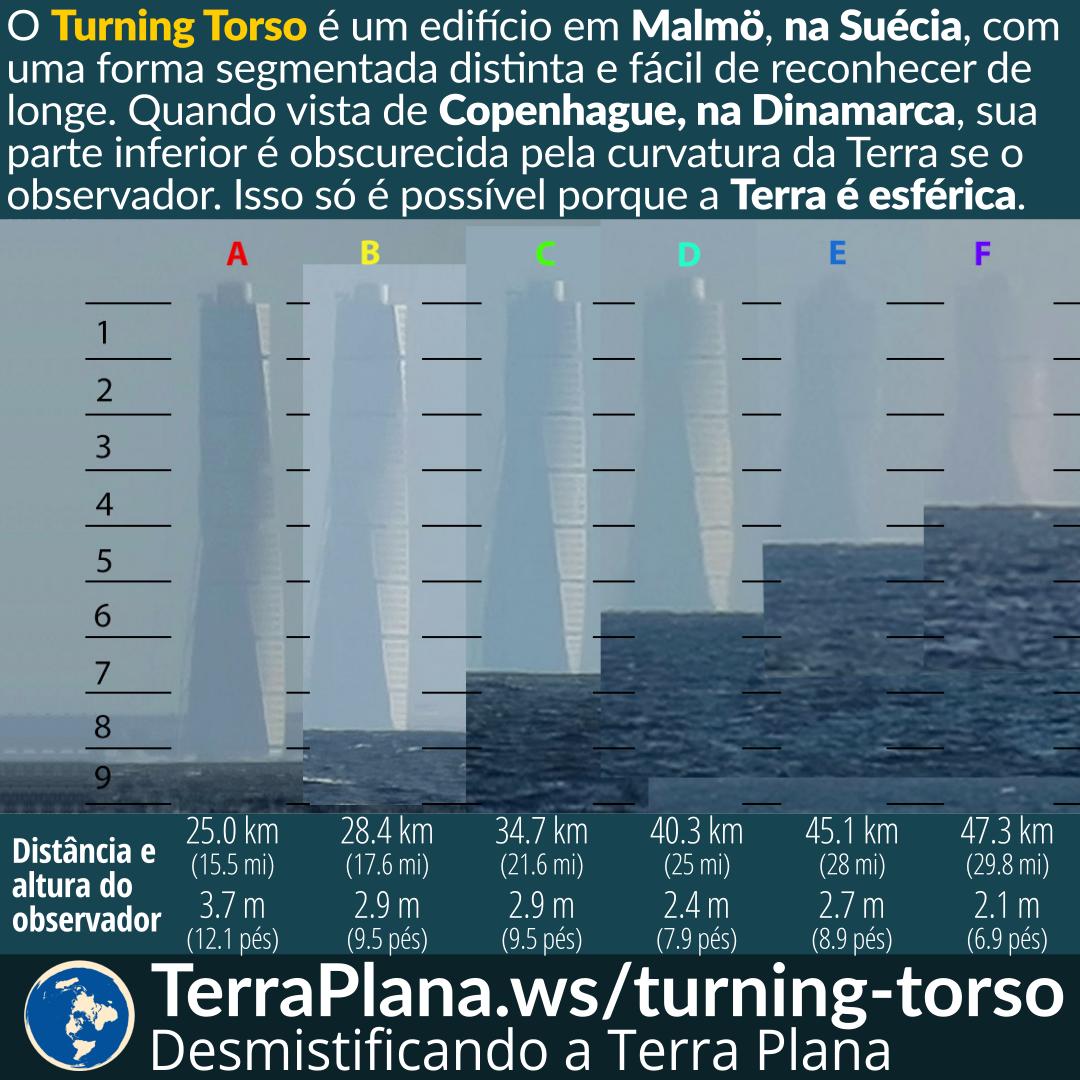 O Turning Torso é um edifício em Malmö, na Suécia, com
uma forma segmentada distinta e fácil de reconhecer de
longe. Quando vista de Copenhague, na Dinamarca, sua
parte inferior é obscurecida pela curvatura da Terra se o
observador. Isso só é possível porque a Terra é esférica.
A B C D E F
1
2
3
4
5
6
7
8
9
Distância e
altura do
observador
25.0 km 28.4 km 34.7 km 40.3 km 45.1 km 47.3 km
(15.5 mi) (17.6 mi) (21.6 mi) (25 mi) (28 mi) (29.8 mi)
3.7 m 2.9 m 2.9 m 2.4 m 2.7 m 2.1 m
(12.1 pés) (9.5 pés) (9.5 pés) (7.9 pés) (8.9 pés) (6.9 pés)
TerraPlana.ws/turning-torso
Desmistificando a Terra Plana